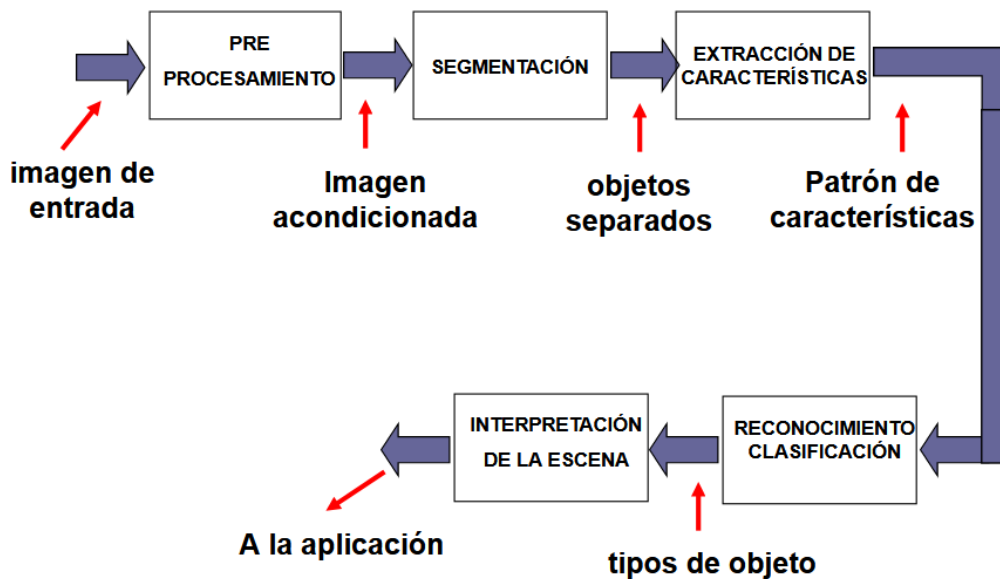 PRE
PROCESAMIENTO
SEGMENTACIÓN
EXTRACCIÓN DE
CARACTERÍSTICAS
imagen de
entrada
Imagen
acondicionada
objetos
separados
Patrón de
características
INTERPRETACIÓN
DE LA ESCENA
RECONOCIMIENTO
CLASIFICACIÓN
A la aplicación
tipos de objeto